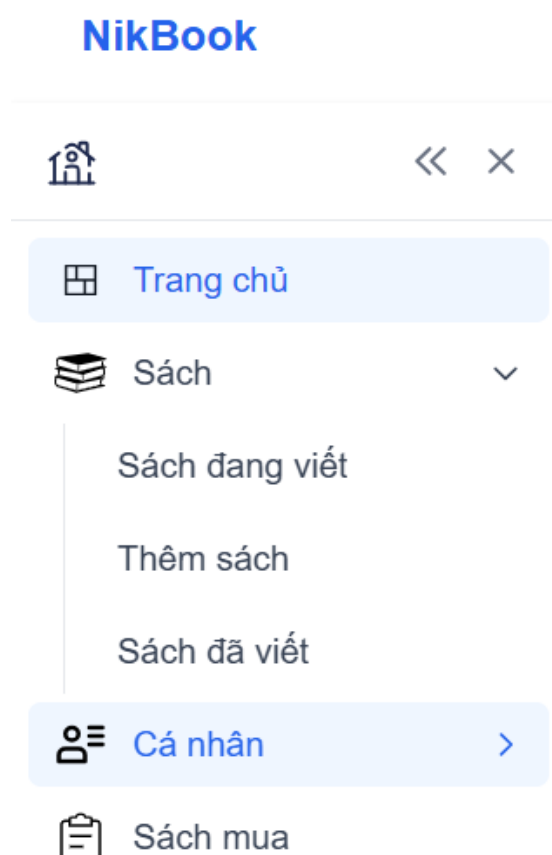 NikBook
Trang chủ
Sách
Sách đang viết
Thêm sách
Sách đã viết
Cá nhân
Sách mua